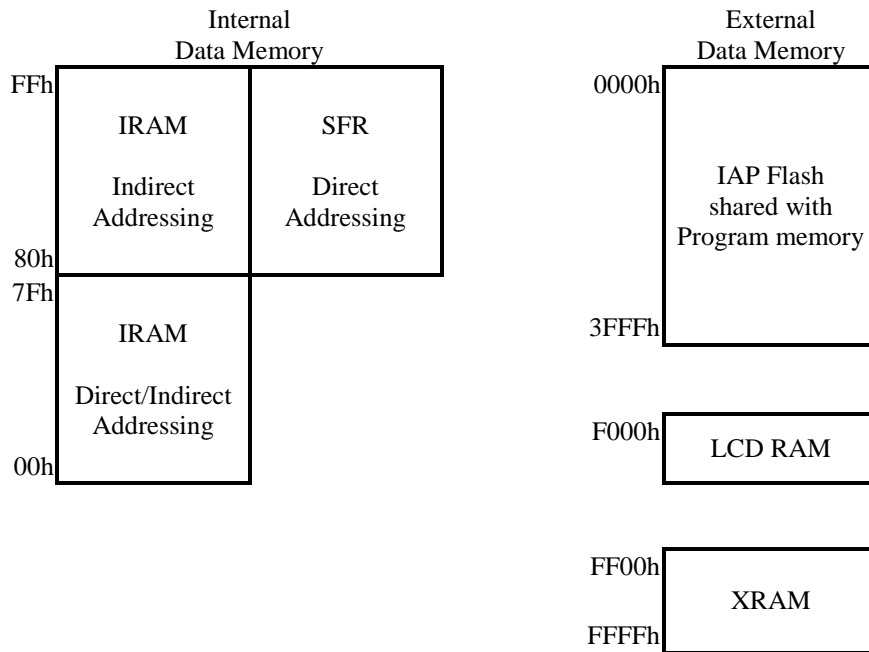 Internal
Data Memory
FFh
IRAM
Indirect
Addressing
80h
SFR
Direct
Addressing
7Fh
IRAM
Direct/Indirect
Addressing
00h
External
Data Memory
0000h
IAP Flash
shared with
Program memory
3FFFh
F000h
LCD RAM
FF00h
XRAM
FFFFh